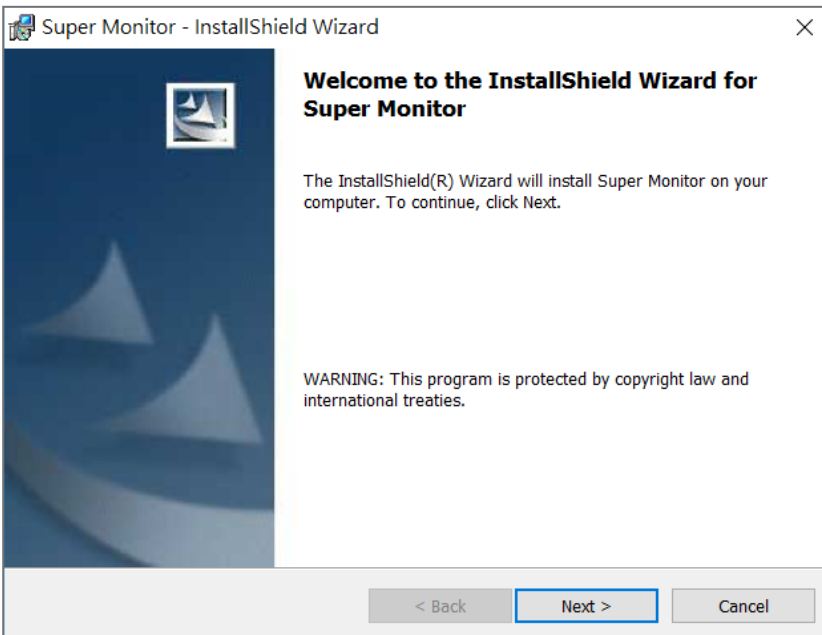 Super Monitor - InstallShield Wizard
Welcome to the InstallShield Wizard for
Super Monitor
The InstallShield(R) Wizard will install Super Monitor on your
computer. To continue, click Next.
WARNING: This program is protected by copyright law and
international treaties.
< Back Next > Cancel